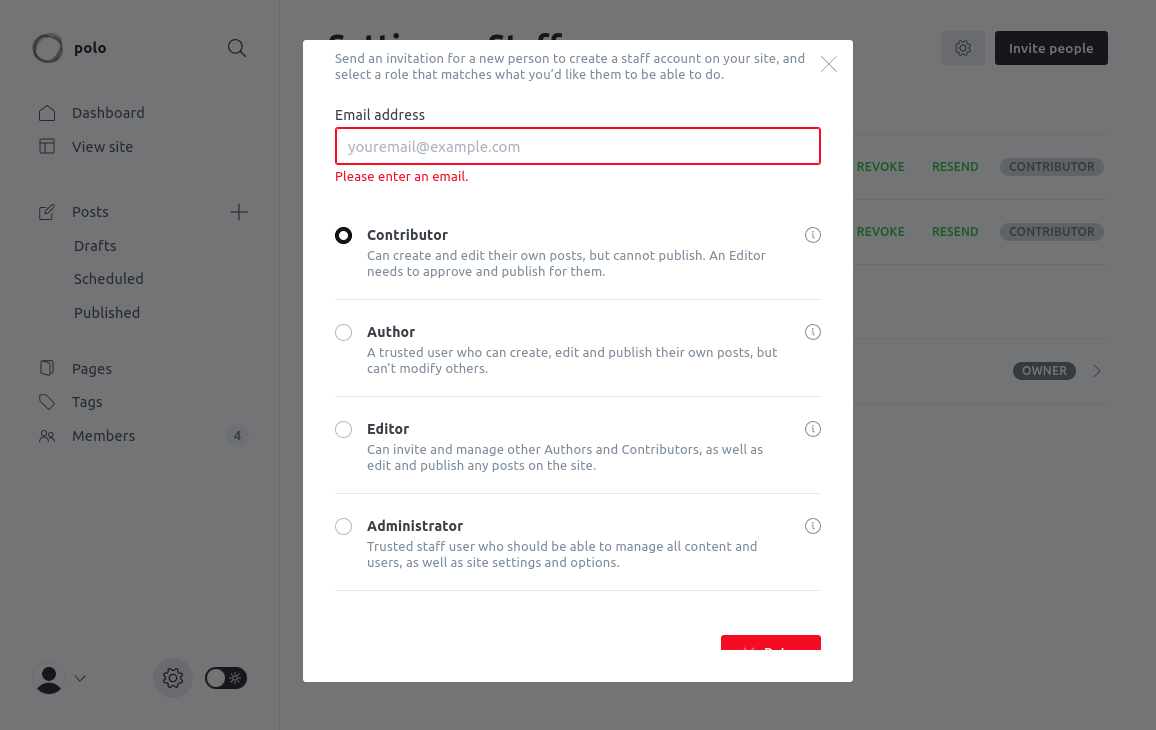 polo
Dashboard
View site
Posts
Drafts
Scheduled
Published
Pages
Tags
Members 4
Invite people
REVOKE RESEND CONTRIBUTOR
REVOKE RESEND CONTRIBUTOR
OWNER
Send an invitation for a new person to create a staff account on your site, and
select a role that matches what you’d like them to be able to do.
Email address
youremail@example.com
Please enter an email.
Contributor
Can create and edit their own posts, but cannot publish. An Editor
needs to approve and publish for them.
Author
A trusted user who can create, edit and publish their own posts, but
can’t modify others.
Editor
Can invite and manage other Authors and Contributors, as well as
edit and publish any posts on the site.
Administrator
Trusted staff user who should be able to manage all content and
users, as well as site settings and options.